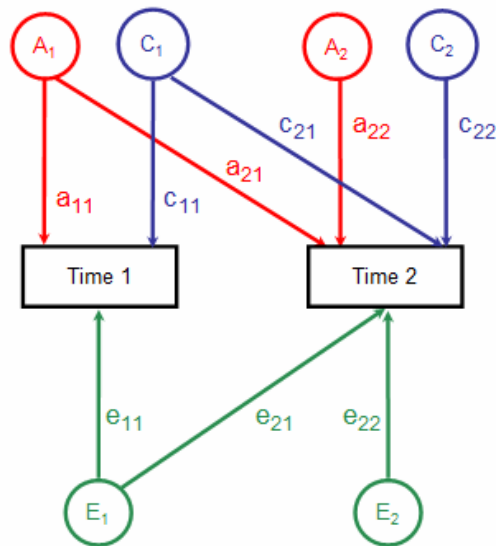 A₁ C₁ A₂ C₂
c₂₁ a₂₂ c₂₂
a₁₁ c₁₁ a₂₁
Time 1 Time 2
e₁₁ e₂₁ e₂₂
E₁ E₂